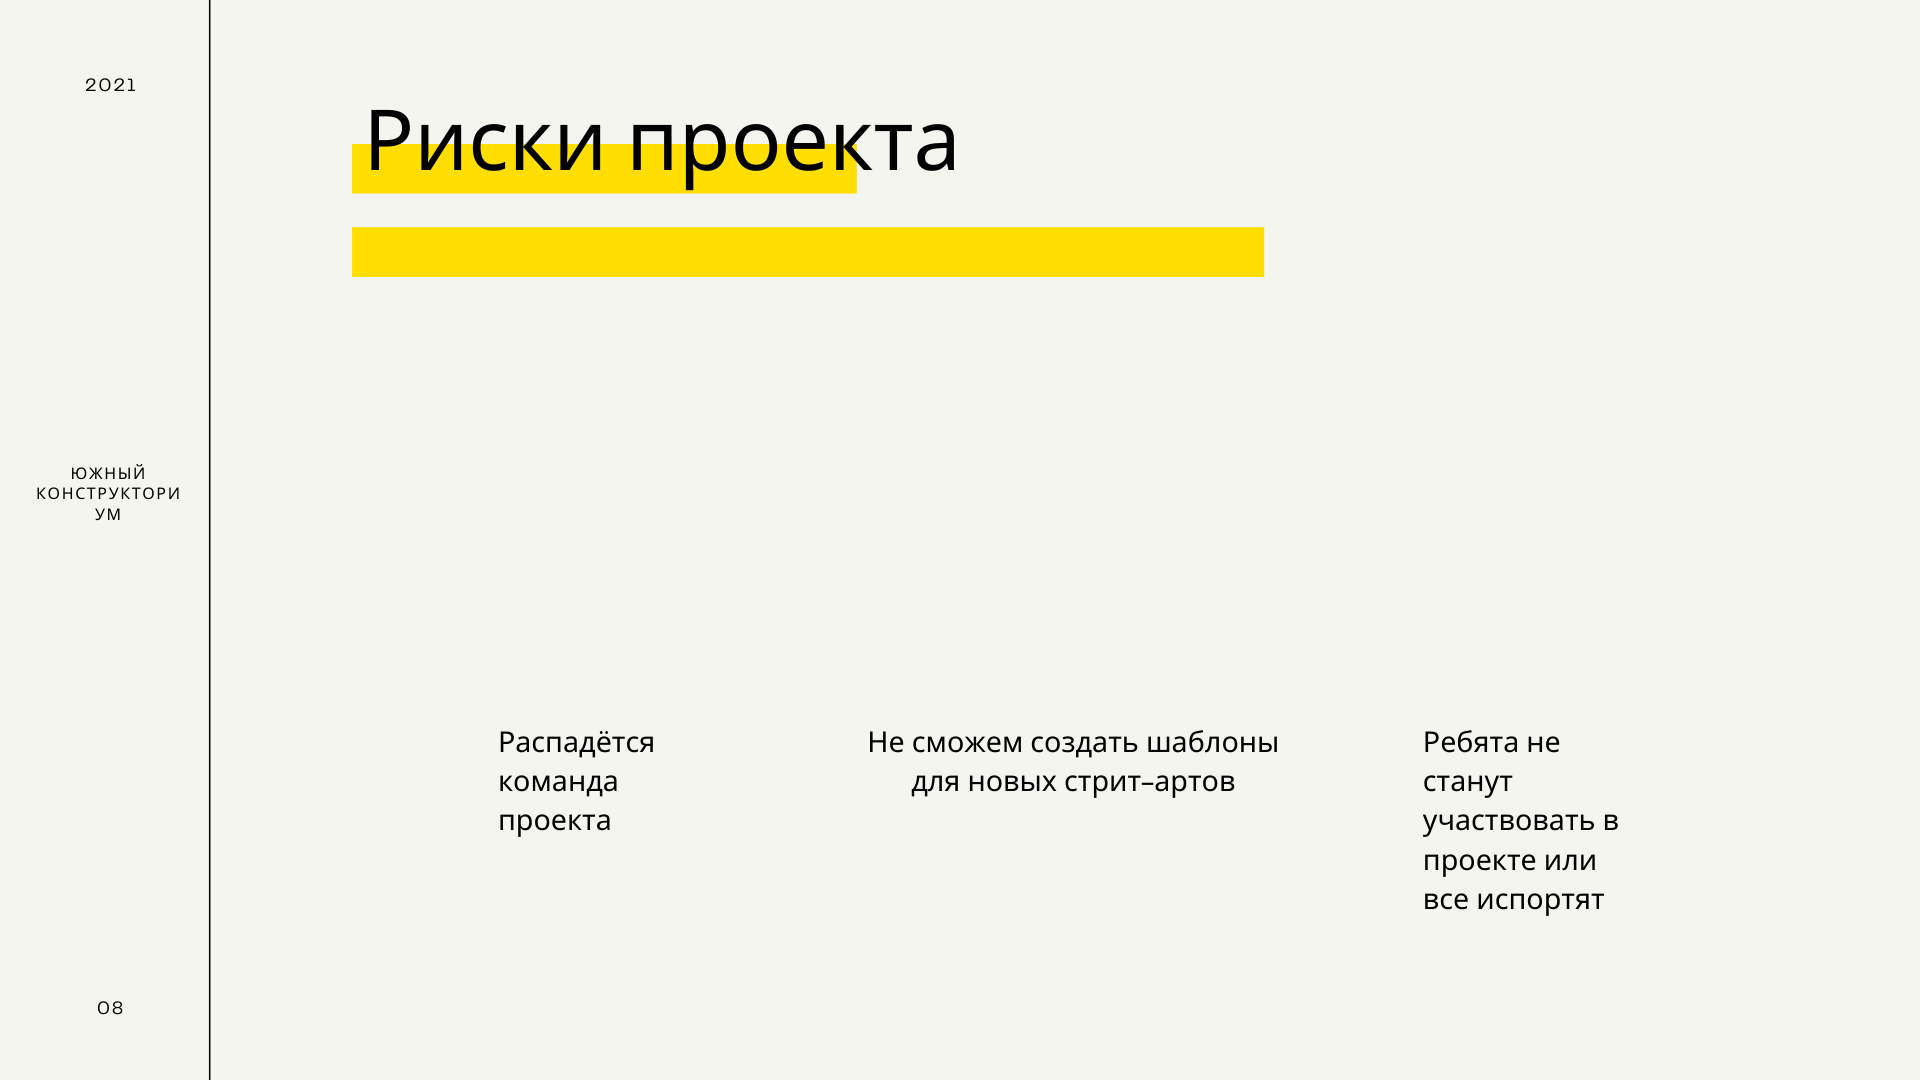 2021
Риски проекта
ЮЖНЫЙ
КОНСТРУКТОРИ
УМ
Распадётся
команда
проекта
Не сможем создать шаблоны
для новых стрит–артов
Ребята не
станут
участвовать в
проекте или
все испортят
08